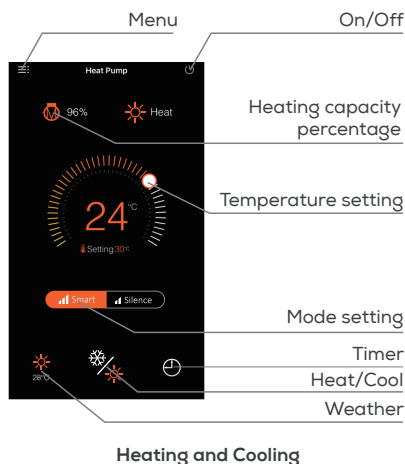 Menu
On/Off
Heat Pump
96%
Heat
Heating capacity
percentage
24°C
Setting 30°C
Temperature setting
Smart
Silence
Mode setting
Timer
28°C
Heat/Cool
Weather
Heating and Cooling